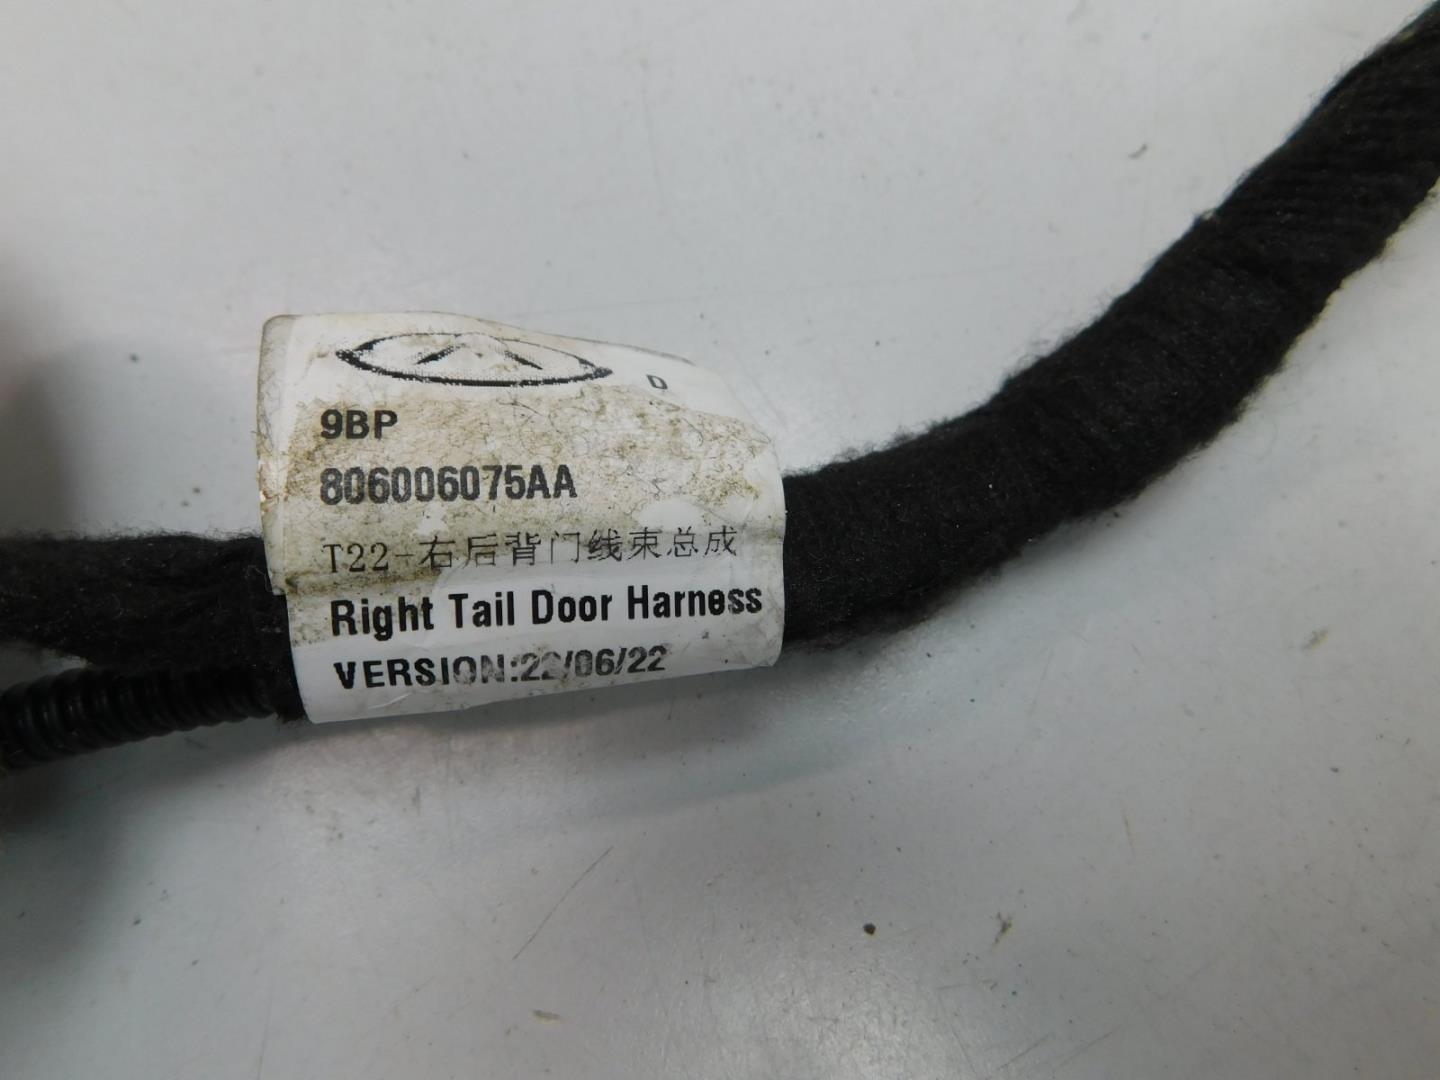 D
9BP
806006075AA
T22-右后背门线束总成
Right Tail Door Harness
VERSION:22/06/22